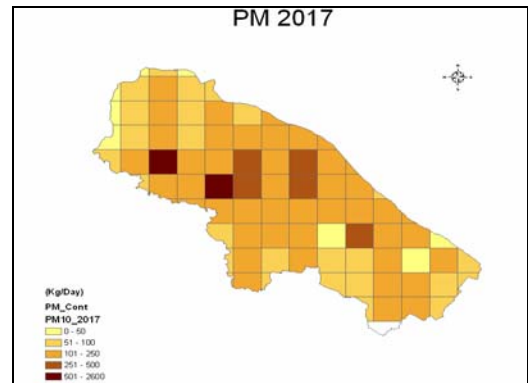 PM 2017
(Kg/Day)
PM_Cont
PM10_2017
0 - 50
51 - 100
101 - 250
251 - 500
501 - 2600